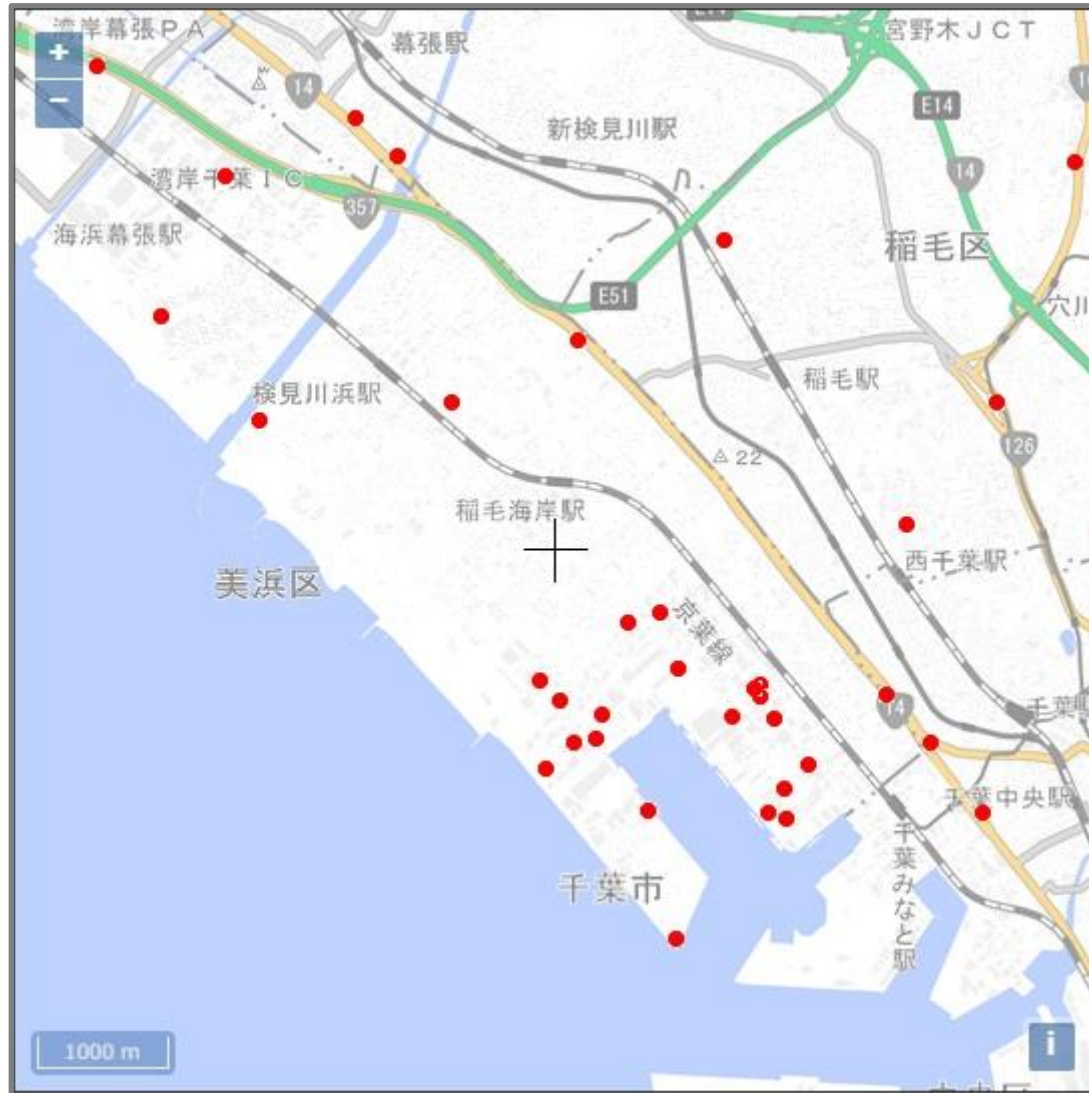 湾岸幕張PA
幕張駅
宮野木JCT
+
−
14
E14
新検見川駅
14
湾岸千葉IC
357
海浜幕張駅
稲毛区
E51
穴川
検見川浜駅
稲毛駅
126
22
稲毛海岸駅
西千葉駅
美浜区
京葉線
14
千葉駅
千葉中央駅
千葉みなと駅
千葉市
1000 m
i